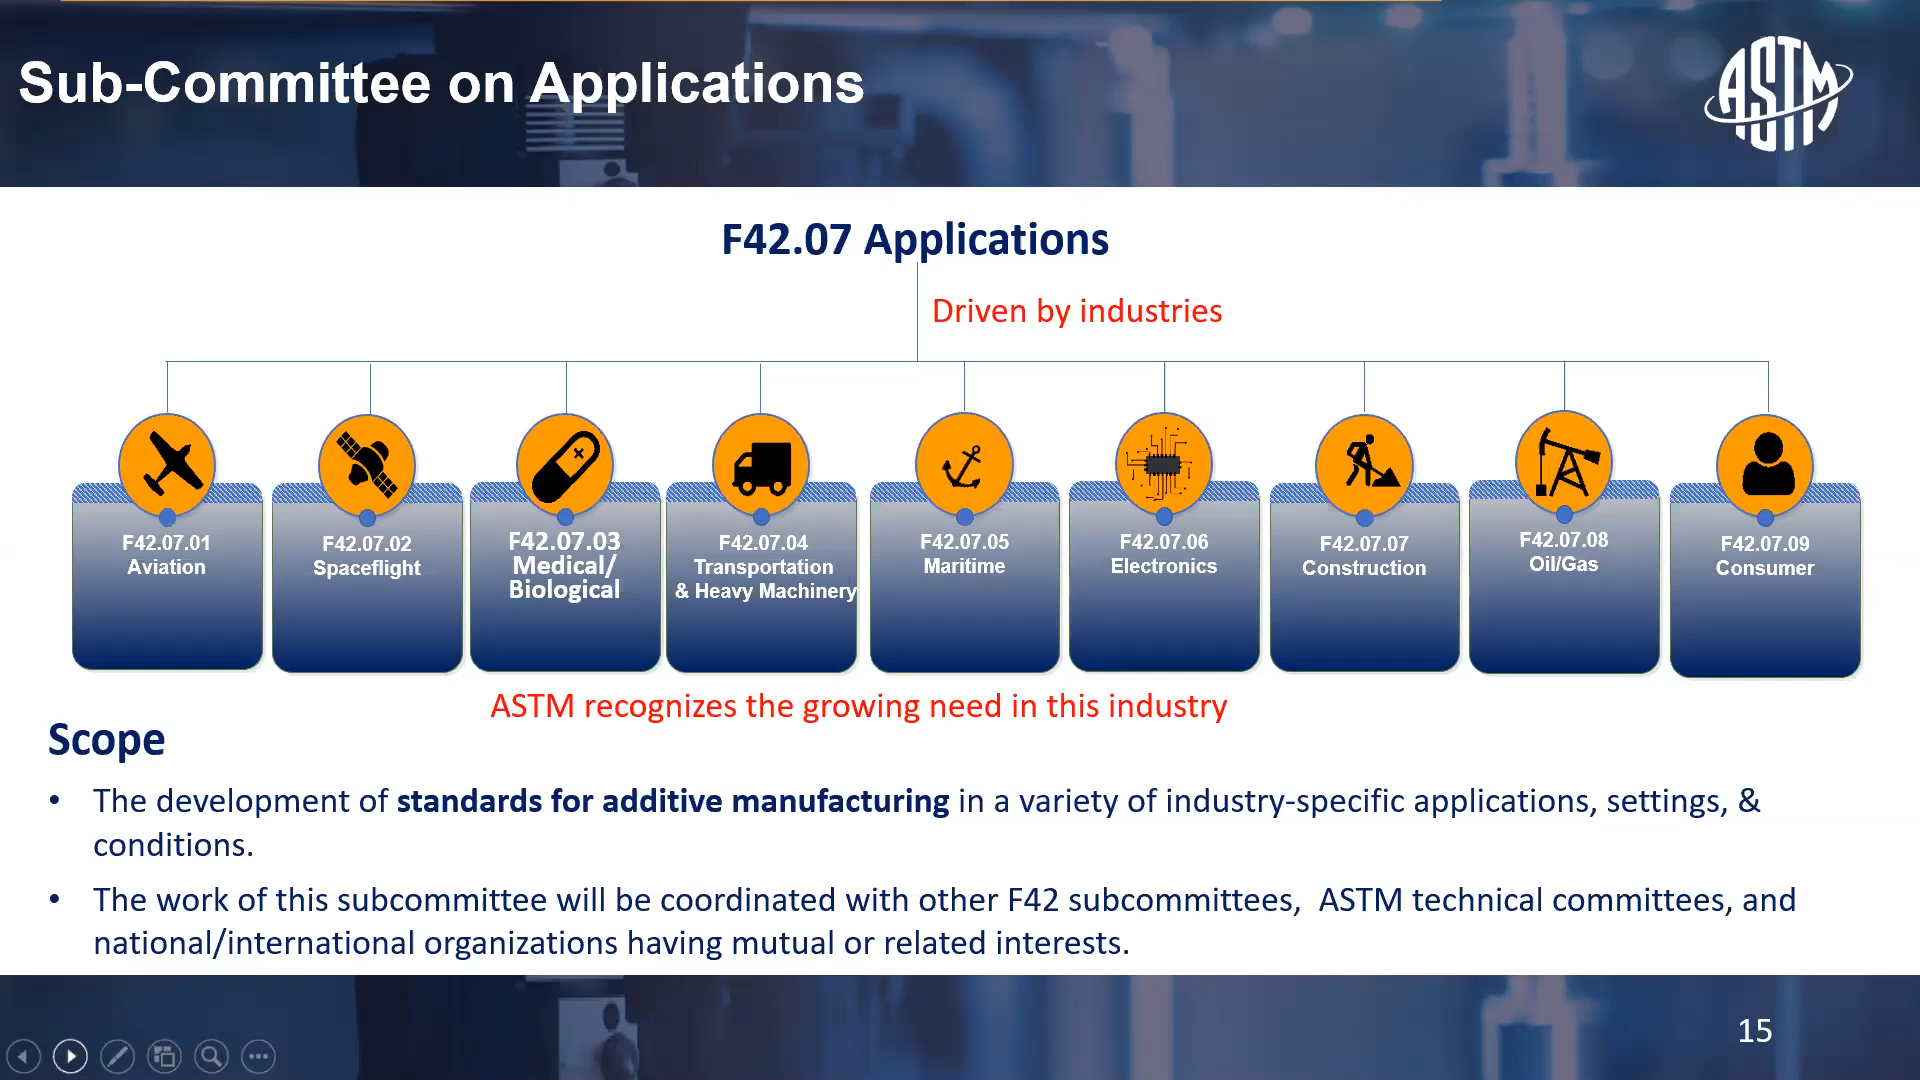 Sub-Committee on Applications
ASTM
F42.07 Applications
Driven by industries
F42.07.01
Aviation
F42.07.02
Spaceflight
F42.07.03
Medical/
Biological
F42.07.04
Transportation
& Heavy Machinery
F42.07.05
Maritime
F42.07.06
Electronics
F42.07.07
Construction
F42.07.08
Oil/Gas
F42.07.09
Consumer
ASTM recognizes the growing need in this industry
Scope
• The development of standards for additive manufacturing in a variety of industry-specific applications, settings, &
conditions.
• The work of this subcommittee will be coordinated with other F42 subcommittees, ASTM technical committees, and
national/international organizations having mutual or related interests.
15